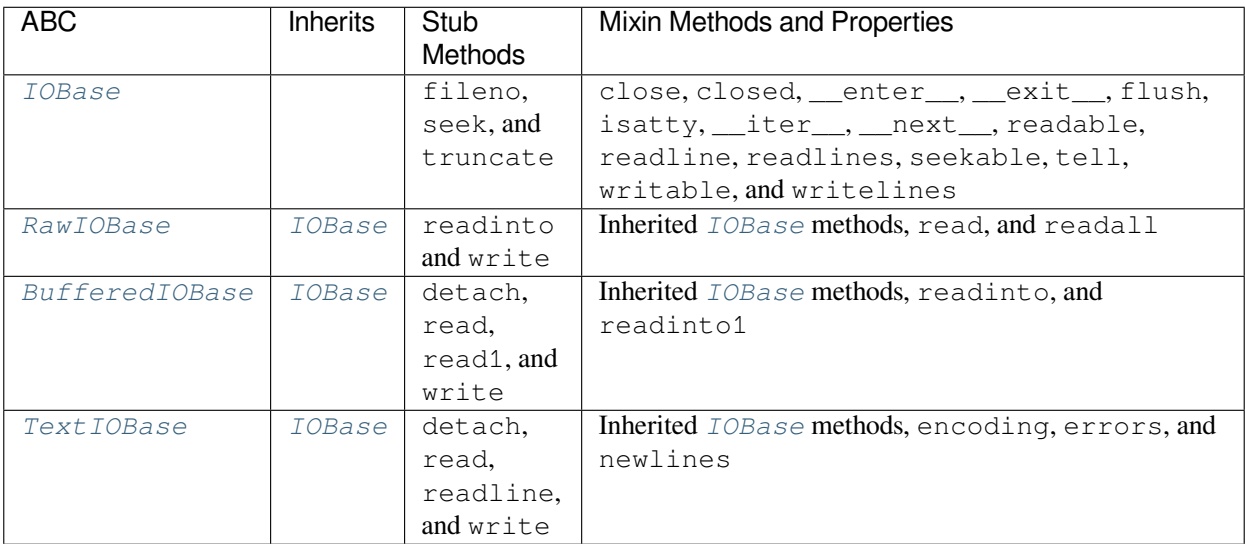 ABC Inherits Stub Mixin Methods and Properties
Methods
IOBase fileno, close, closed, __enter__, __exit__, flush,
seek, and isatty, __iter__, __next__, readable,
truncate readline, readlines, seekable, tell,
writable, and writelines
RawIOBase IOBase readinto Inherited IOBase methods, read, and readall
and write
BufferedIOBase IOBase detach, Inherited IOBase methods, readinto, and
read, readinto1
read1, and
write
TextIOBase IOBase detach, Inherited IOBase methods, encoding, errors, and
read, newlines
readline,
and write